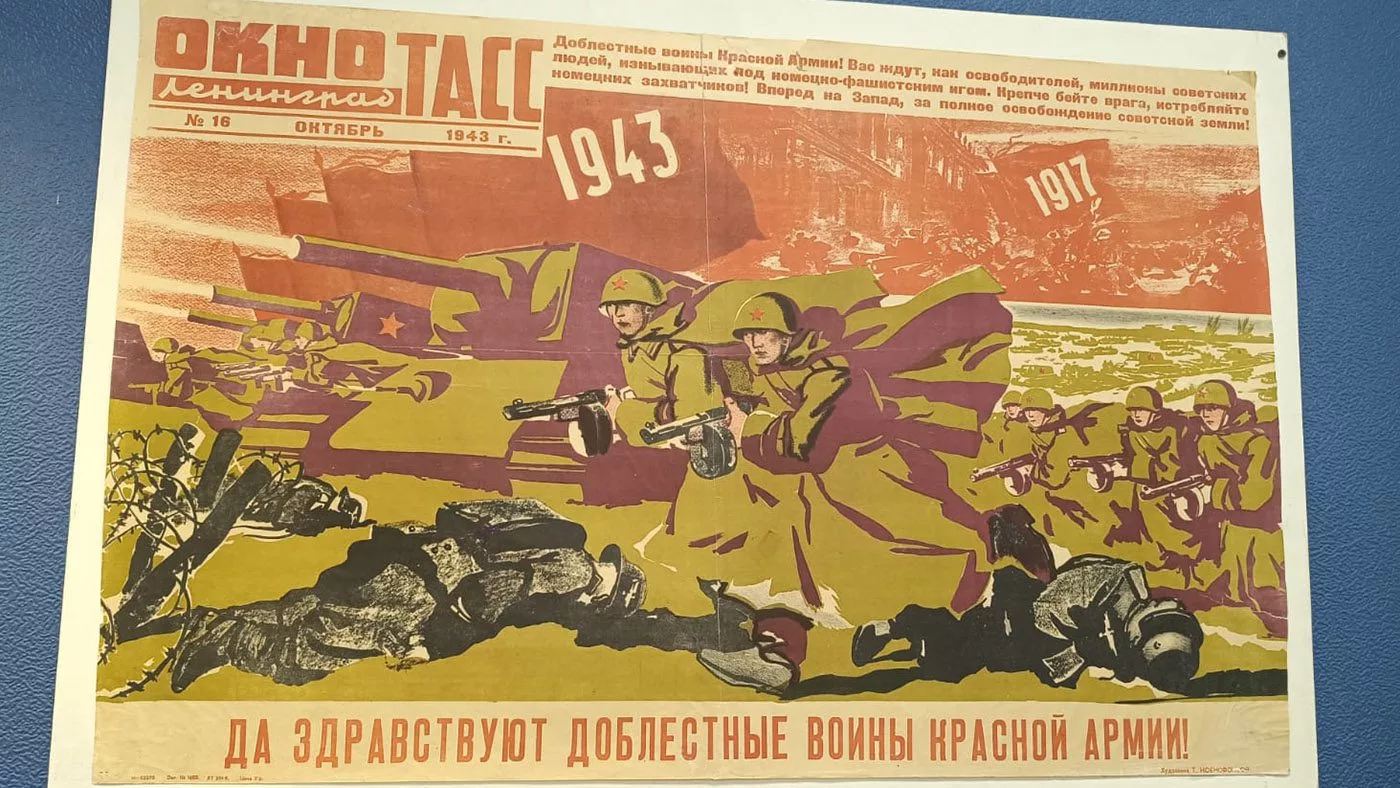 ОКНО ТАСС
Ленинград
№ 16 ОКТЯБРЬ 1943 г.
Доблестные воины Красной Армии! Вас ждут, как освободителей, миллионы советских
людей, изнывающих под немецко-фашистским игом. Крепче бейте врага, истребляйте
немецких захватчиков! Вперед на Запад, за полное освобождение советской земли!
1943
1917
ДА ЗДРАВСТВУЮТ ДОБЛЕСТНЫЕ ВОИНЫ КРАСНОЙ АРМИИ!
Художник Т.